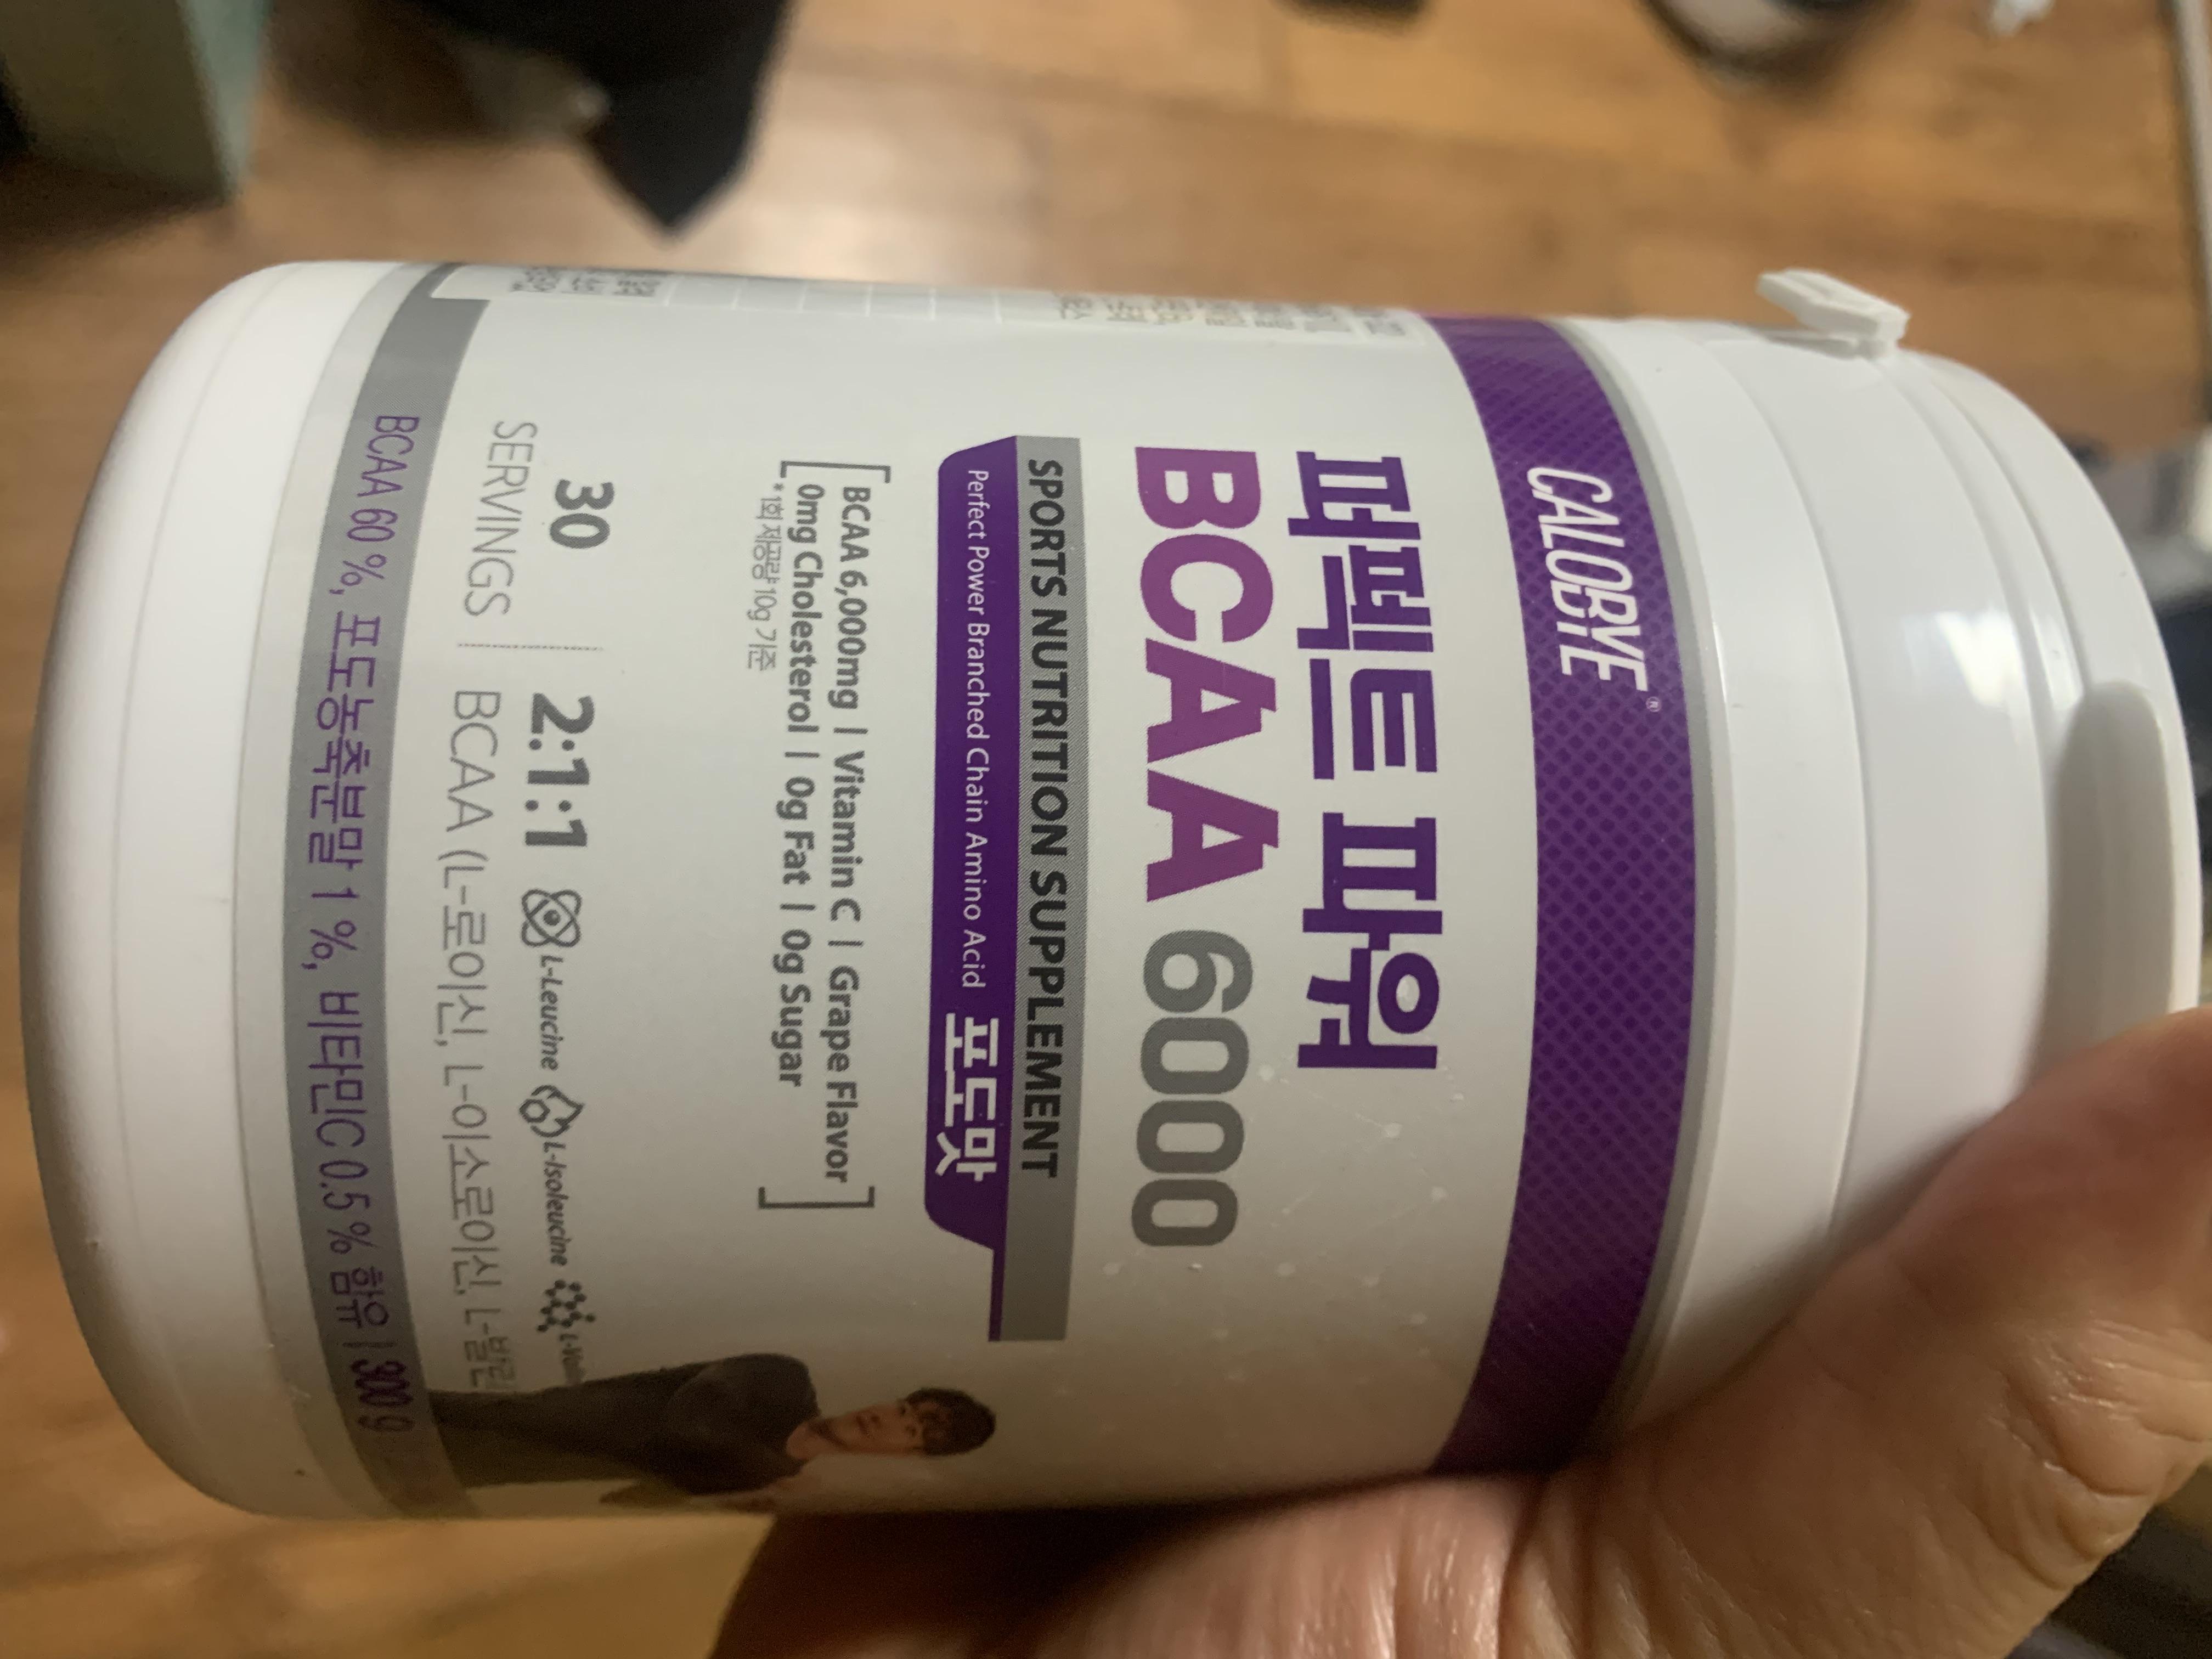 CALOBYE®
퍼펙트 파워
BCAA 6000
SPORTS NUTRITION SUPPLEMENT
Perfect Power Branched Chain Amino Acid 포도맛
BCAA 6,000mg | Vitamin C | Grape Flavor
0mg Cholesterol | 0g Fat | 0g Sugar
*1회 제공량 10g 기준
30
SERVINGS
2:1:1 L-Leucine L-Isoleucine
BCAA (L-로이신, L-이소로이신, L-발린
BCAA 60 %, 포도농축분말 1 %, 비타민C 0.5 % 함유 | 300 g